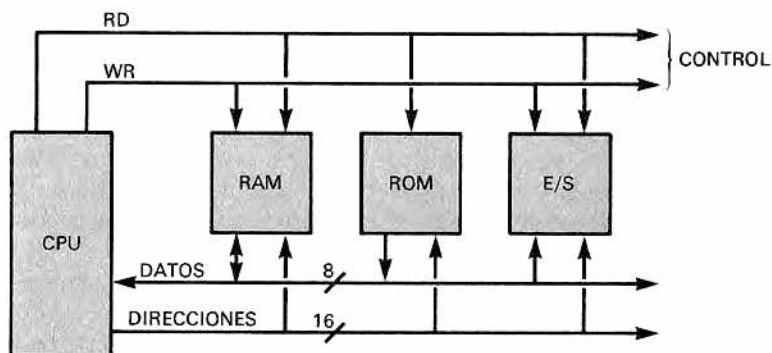 RD
CONTROL
WR
RAM
ROM
E/S
CPU
DATOS
8
DIRECCIONES
16